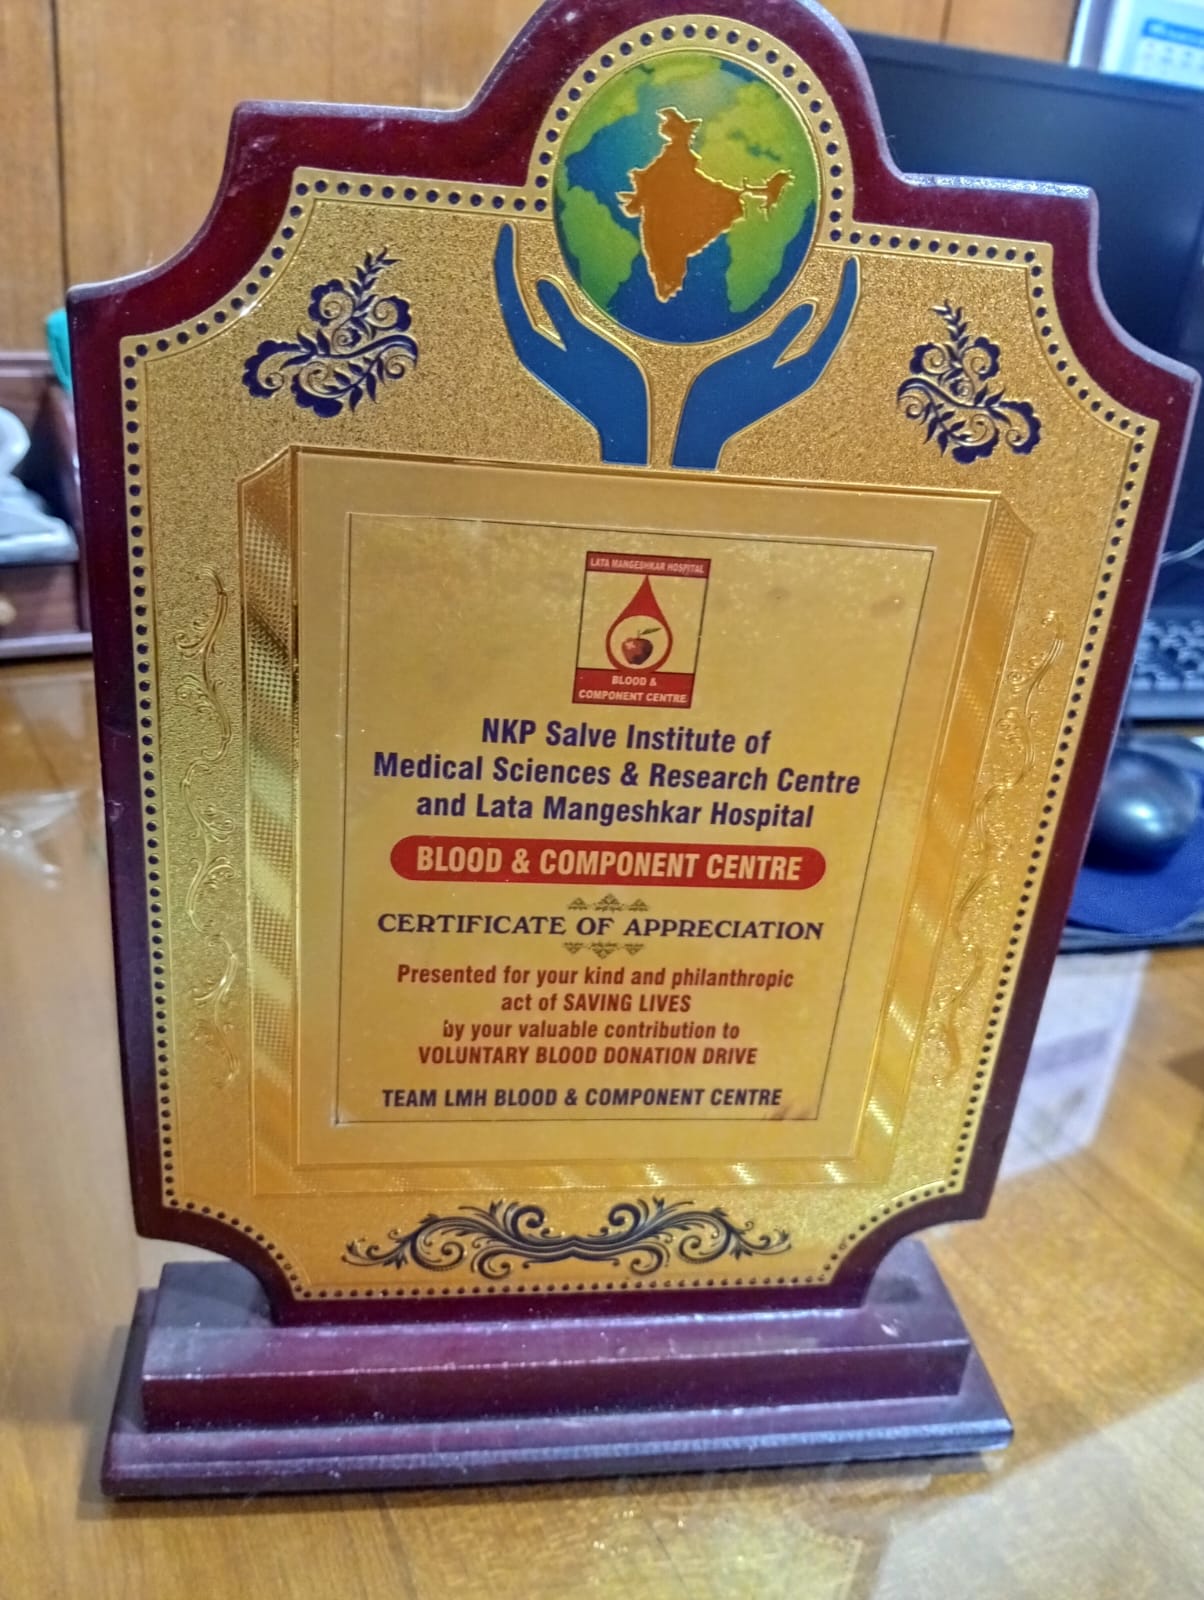 LATA MANGESHKAR HOSPITAL
BLOOD &
COMPONENT CENTRE
NKP Salve Institute of
Medical Sciences & Research Centre
and Lata Mangeshkar Hospital
BLOOD & COMPONENT CENTRE
CERTIFICATE OF APPRECIATION
Presented for your kind and philanthropic
act of SAVING LIVES
by your valuable contribution to
VOLUNTARY BLOOD DONATION DRIVE
TEAM LMH BLOOD & COMPONENT CENTRE